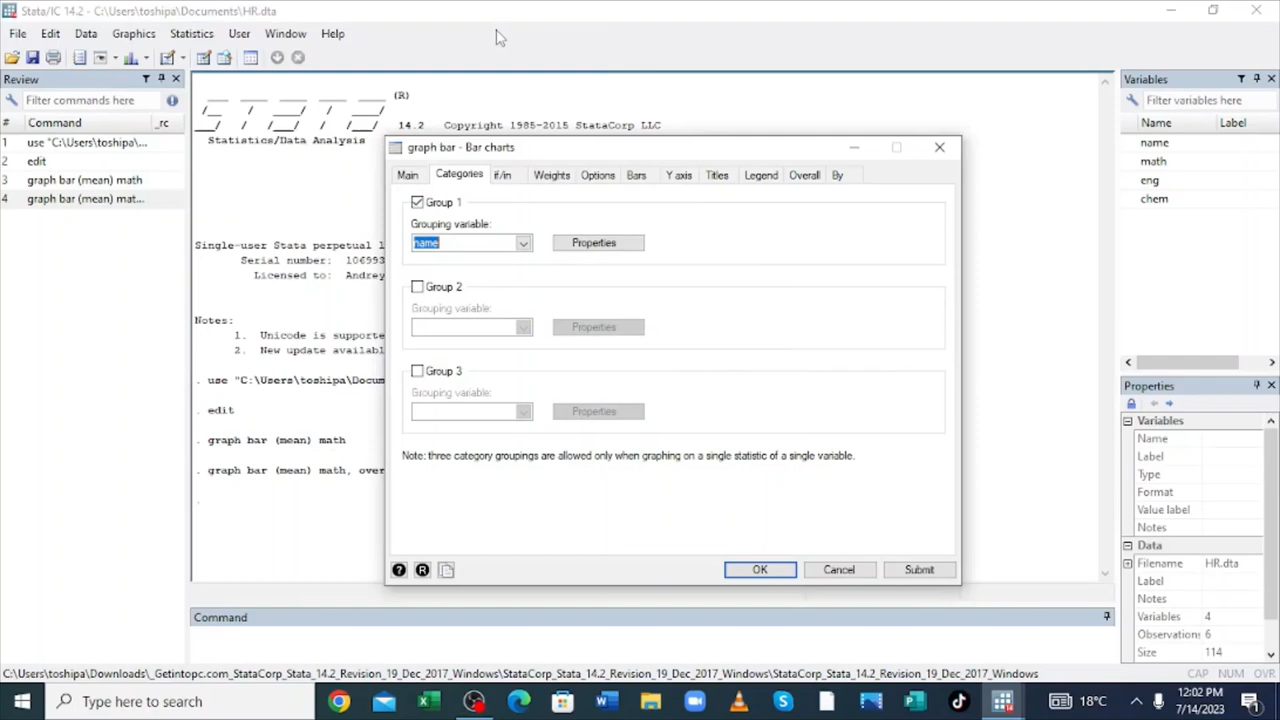 Stata/IC 14.2 - C:\Users\toshipa\Documents\HR.dta
File Edit Data Graphics Statistics User Window Help
Review
Filter commands here
# Command _rc
1 use "C:\Users\toshipa\...
2 edit
3 graph bar (mean) math
4 graph bar (mean) mat...
(R)
14.2 Copyright 1985-2015 StataCorp LLC
Statistics/Data Analysis
Single-user Stata perpetual l
Serial number: 106993
Licensed to: Andrey
Notes:
1. Unicode is supporte
2. New update availabl
. use "C:\Users\toshipa\Docum
. edit
. graph bar (mean) math
. graph bar (mean) math, over
.
graph bar - Bar charts
Main Categories if/in Weights Options Bars Y axis Titles Legend Overall By
Group 1
Grouping variable:
name Properties
Group 2
Grouping variable:
Properties
Group 3
Grouping variable:
Properties
Note: three category groupings are allowed only when graphing on a single statistic of a single variable.
? R
OK Cancel Submit
Command
Variables
Filter variables here
Name Label
name
math
eng
chem
Properties
Variables
Name
Label
Type
Format
Value label
Notes
Data
Filename HR.dta
Label
Notes
Variables 4
Observations 6
Size 114
C:\Users\toshipa\Downloads\_Getintopc.com_StataCorp_Stata_14.2_Revision_19_Dec_2017_Windows\StataCorp_Stata_14.2_Revision_19_Dec_2017_Windows\StataCorp_Stata_14.2_Revision_19_Dec_2017_Windows
CAP NUM OVR
Type here to search
18°C
12:02 PM
7/14/2023
1